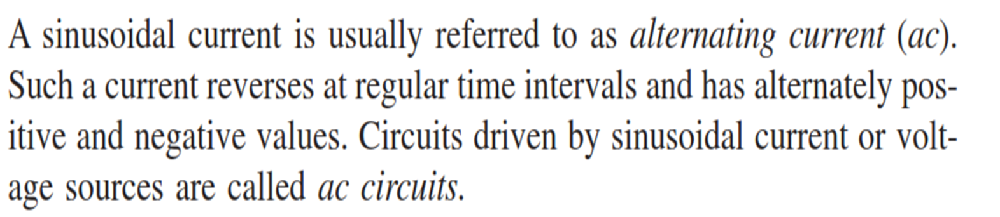 A sinusoidal current is usually referred to as alternating current (ac).
Such a current reverses at regular time intervals and has alternately pos-
itive and negative values. Circuits driven by sinusoidal current or volt-
age sources are called ac circuits.